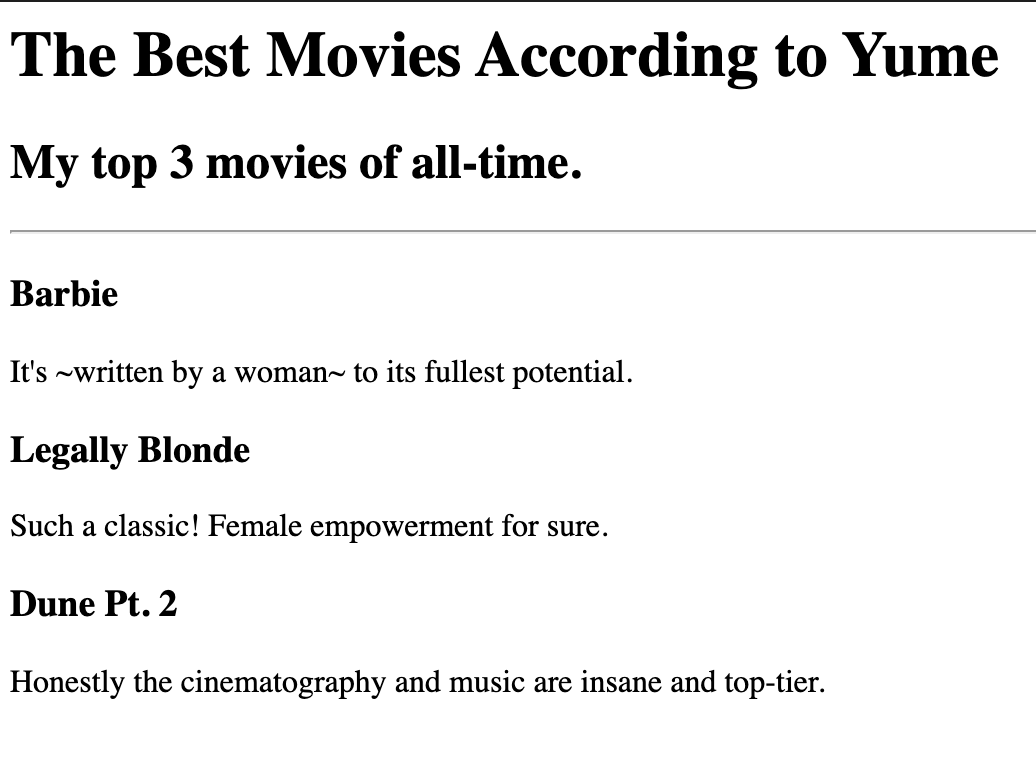 The Best Movies According to Yume
My top 3 movies of all-time.
Barbie
It's ~written by a woman~ to its fullest potential.
Legally Blonde
Such a classic! Female empowerment for sure.
Dune Pt. 2
Honestly the cinematography and music are insane and top-tier.